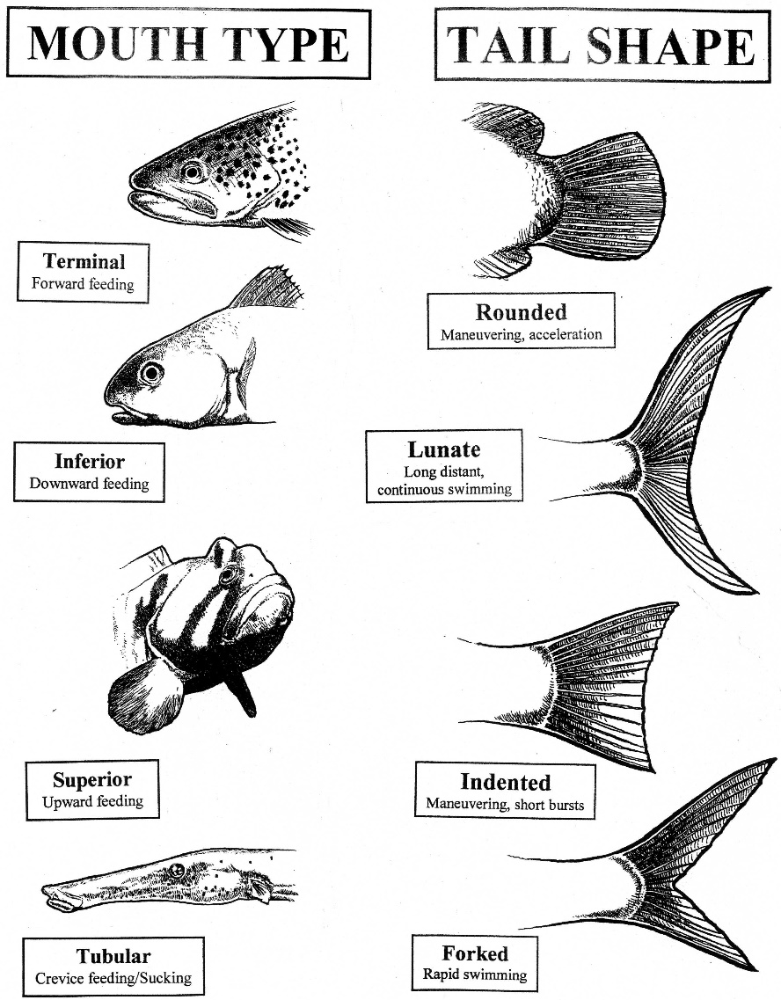 MOUTH TYPE
Terminal
Forward feeding
Inferior
Downward feeding
Superior
Upward feeding
Tubular
Crevice feeding/Sucking
TAIL SHAPE
Rounded
Maneuvering, acceleration
Lunate
Long distant,
continuous swimming
Indented
Maneuvering, short bursts
Forked
Rapid swimming